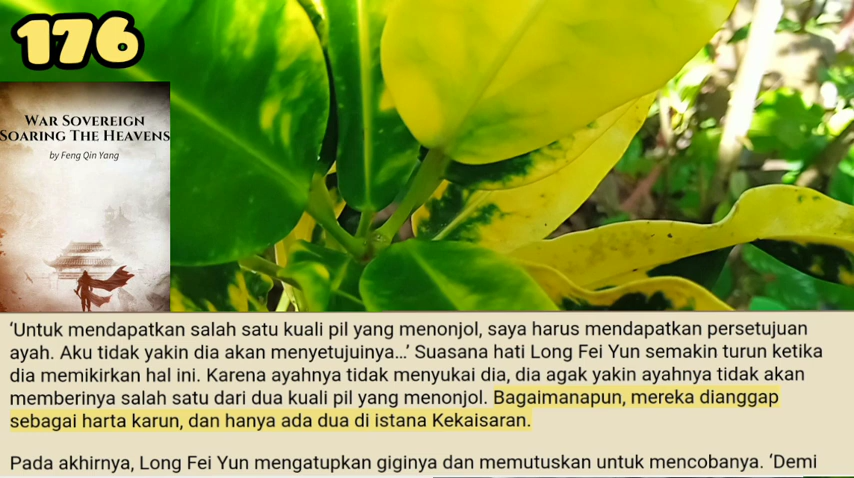 176
WAR SOVEREIGN
SOARING THE HEAVENS
by Feng Qin Yang
‘Untuk mendapatkan salah satu kuali pil yang menonjol, saya harus mendapatkan persetujuan
ayah. Aku tidak yakin dia akan menyetujuinya…’ Suasana hati Long Fei Yun semakin turun ketika
dia memikirkan hal ini. Karena ayahnya tidak menyukai dia, dia agak yakin ayahnya tidak akan
memberinya salah satu dari dua kuali pil yang menonjol. Bagaimanapun, mereka dianggap
sebagai harta karun, dan hanya ada dua di istana Kekaisaran.
Pada akhirnya, Long Fei Yun mengatupkan giginya dan memutuskan untuk mencobanya. ‘Demi